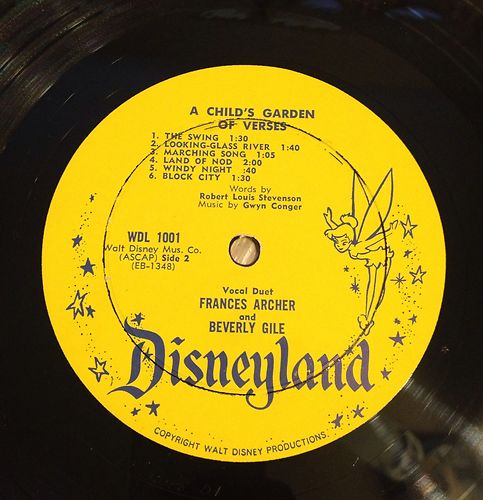 A CHILD'S GARDEN
OF VERSES
1. THE SWING 1:30
2. LOOKING-GLASS RIVER 1:40
3. MARCHING SONG 1:05
4. LAND OF NOD 2:00
5. WINDY NIGHT :40
6. BLOCK CITY 1:30
Words by
Robert Louis Stevenson
Music by Gwyn Conger
WDL 1001
Walt Disney Mus. Co.
(ASCAP) Side 2
(EB-1348)
Vocal Duet
FRANCES ARCHER
and
BEVERLY GILE
Disneyland
COPYRIGHT WALT DISNEY PRODUCTIONS